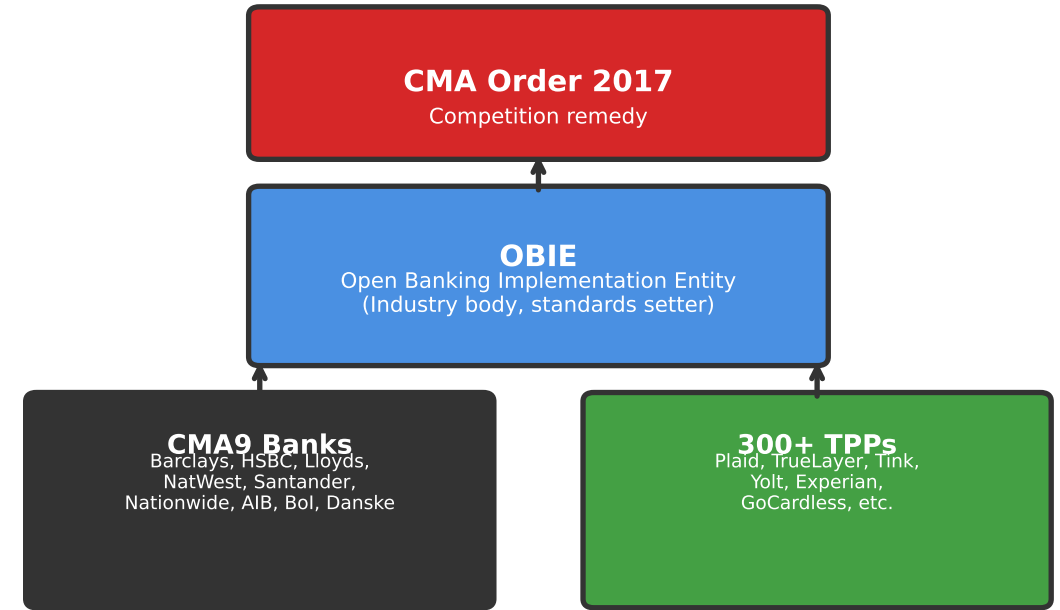 CMA Order 2017
Competition remedy
OBIE
Open Banking Implementation Entity
(Industry body, standards setter)
CMA9 Banks
Barclays, HSBC, Lloyds,
NatWest, Santander,
Nationwide, AIB, BoI, Danske
300+ TPPs
Plaid, TrueLayer, Tink,
Yolt, Experian,
GoCardless, etc.